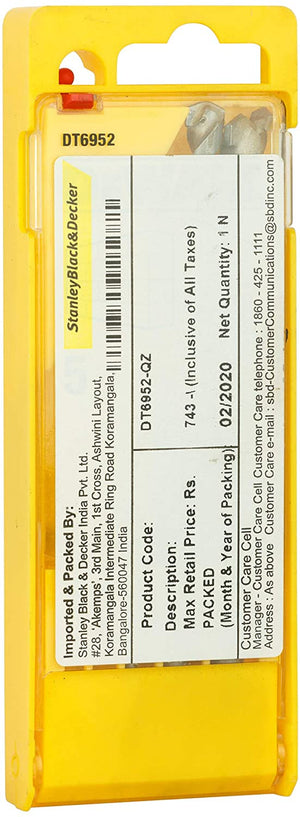 DT6952
StanleyBlack&Decker
Imported & Packed By:
Stanley Black & Decker India Pvt. Ltd.
#28, 'Akemps', 3rd Main, 1st Cross, Ashwini Layout,
Koramangala Intermediate Ring Road Koramangala.
Bangalore-560047 India
Product Code: DT6952-QZ
Description:
Max Retail Price: Rs. 743 -\ (Inclusive of All Taxes)
PACKED 02/2020 Net Quantity: 1 N
(Month & Year of Packing)
Customer Care Cell
Manager - Customer Care Cell Customer Care telephone : 1860 - 425 - 1111
Address : As above Customer Care e-mail : sbd-CustomerCommunications@sbdinc.com